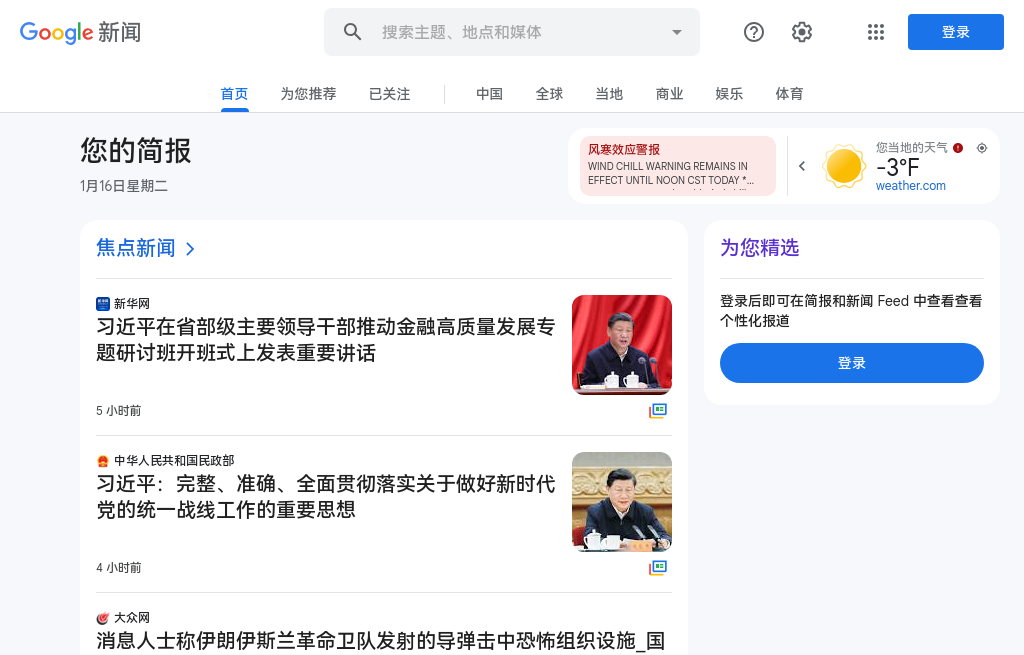 Google 新闻
搜索主题、地点和媒体
登录
首页
为您推荐
已关注
中国
全球
当地
商业
娱乐
体育
您的简报
1月16日星期二
风寒效应警报
WIND CHILL WARNING REMAINS IN
EFFECT UNTIL NOON CST TODAY *...
您当地的天气
-3°F
weather.com
焦点新闻
新华网
习近平在省部级主要领导干部推动金融高质量发展专
题研讨班开班式上发表重要讲话
5 小时前
中华人民共和国民政部
习近平：完整、准确、全面贯彻落实关于做好新时代
党的统一战线工作的重要思想
4 小时前
大众网
消息人士称伊朗伊斯兰革命卫队发射的导弹击中恐怖组织设施_国
为您精选
登录后即可在简报和新闻 Feed 中查看查看
个性化报道
登录